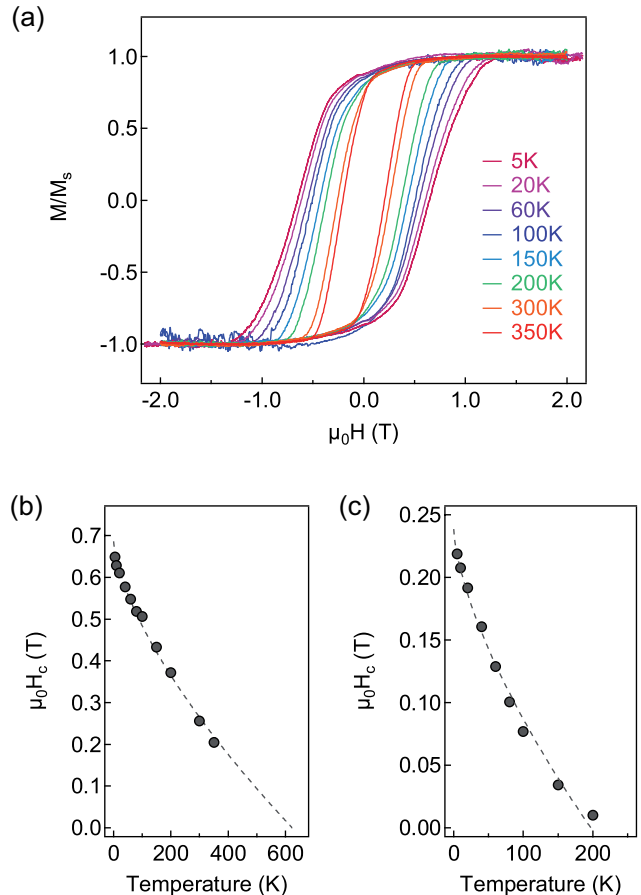 (a)
1.0
0.5
0.0
-0.5
-1.0
M/Ms
5K
20K
60K
100K
150K
200K
300K
350K
-2.0 -1.0 0.0 1.0 2.0
μ₀H (T)
(b)
0.7
0.6
0.5
0.4
0.3
0.2
0.1
0.0
μ₀Hc (T)
0 200 400 600
Temperature (K)
(c)
0.25
0.20
0.15
0.10
0.05
0.00
μ₀Hc (T)
0 100 200
Temperature (K)